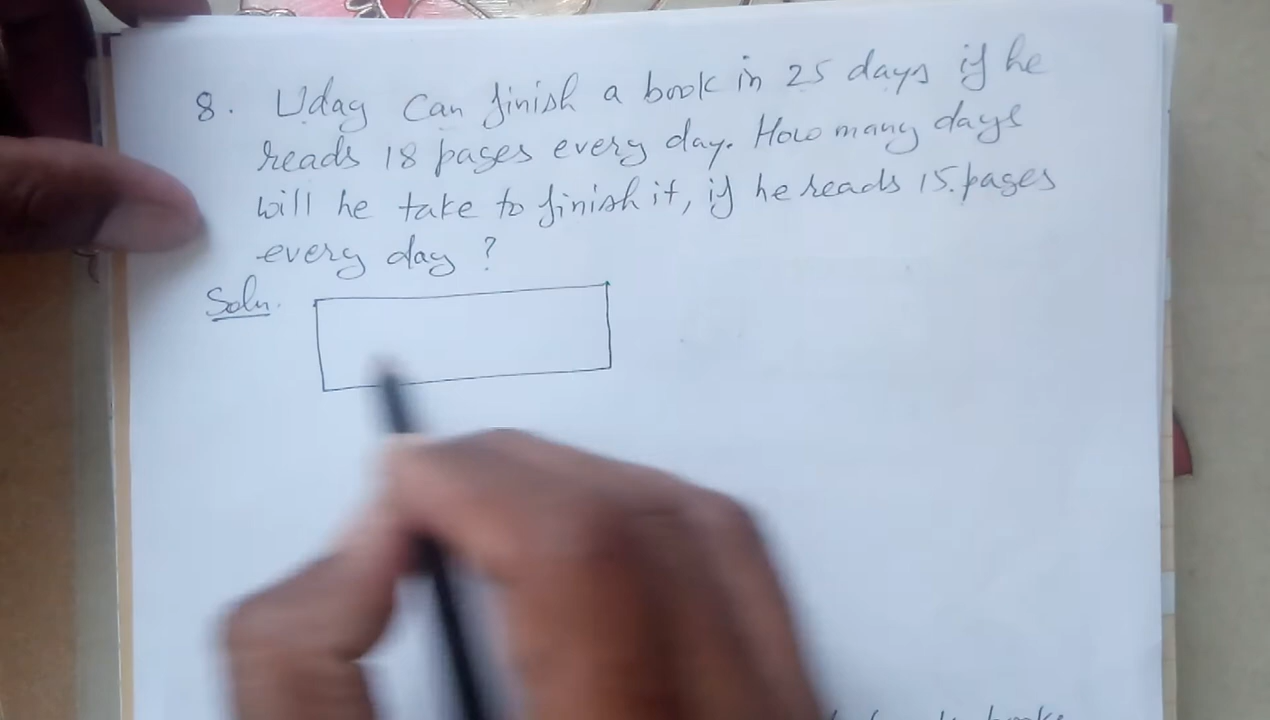 8. Uday can finish a book in 25 days if he
reads 18 pages every day. How many days
will he take to finish it, if he reads 15 pages
every day ?
Soln.